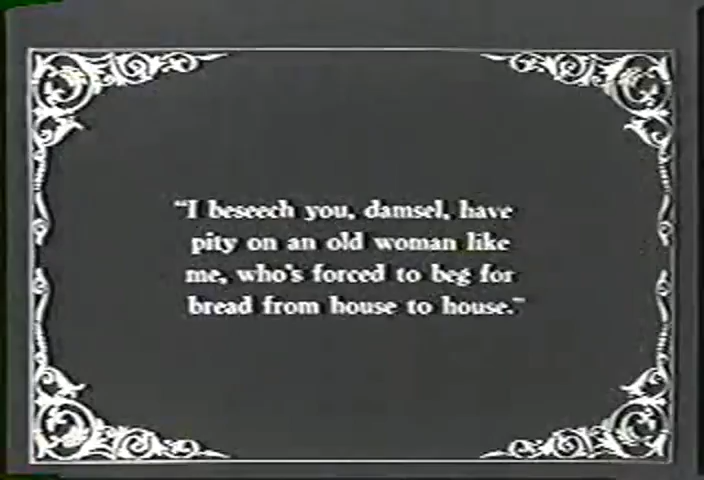 “I beseech you, damsel, have
pity on an old woman like
me, who's forced to beg for
bread from house to house.”